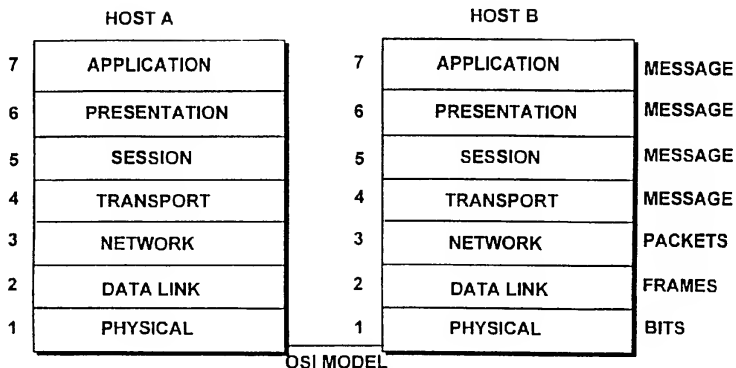 HOST A HOST B
7 APPLICATION 7 APPLICATION MESSAGE
6 PRESENTATION 6 PRESENTATION MESSAGE
5 SESSION 5 SESSION MESSAGE
4 TRANSPORT 4 TRANSPORT MESSAGE
3 NETWORK 3 NETWORK PACKETS
2 DATA LINK 2 DATA LINK FRAMES
1 PHYSICAL 1 PHYSICAL BITS
OSI MODEL